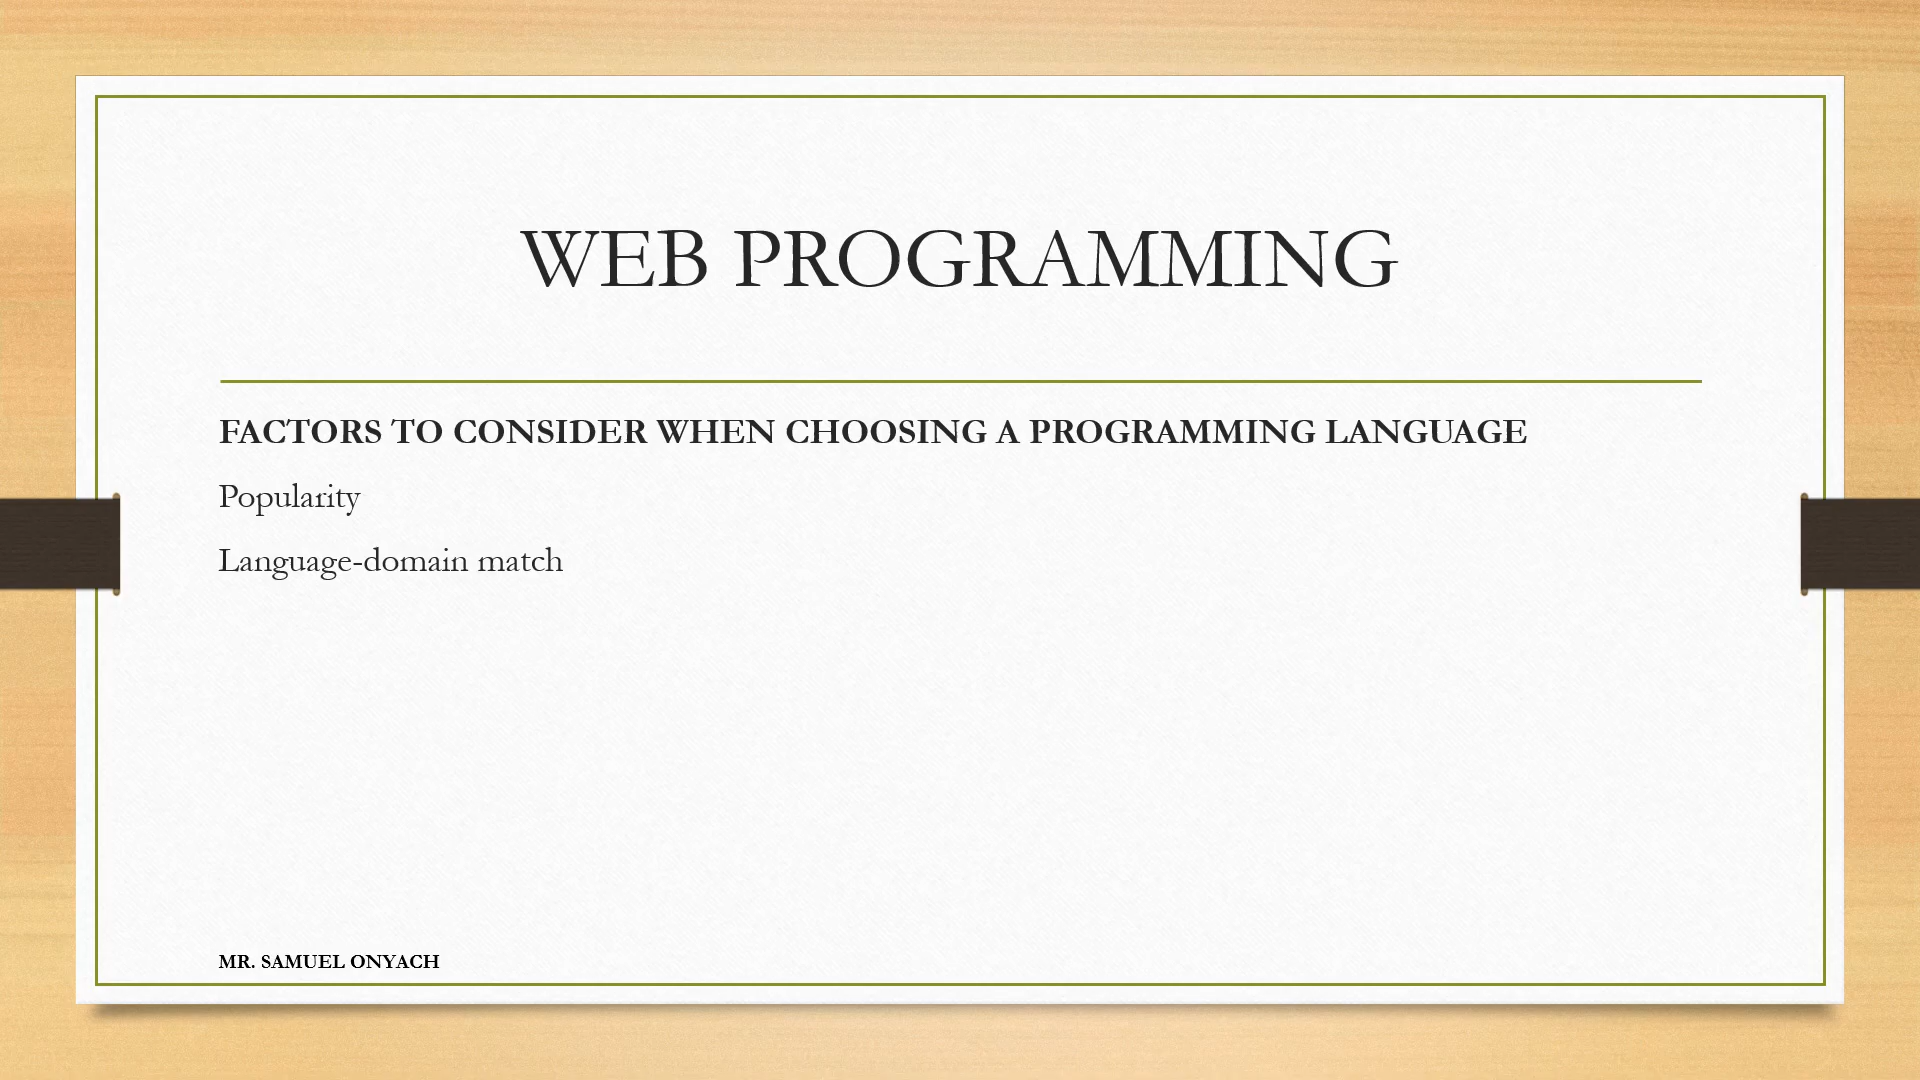 WEB PROGRAMMING
FACTORS TO CONSIDER WHEN CHOOSING A PROGRAMMING LANGUAGE
Popularity
Language-domain match
MR. SAMUEL ONYACH